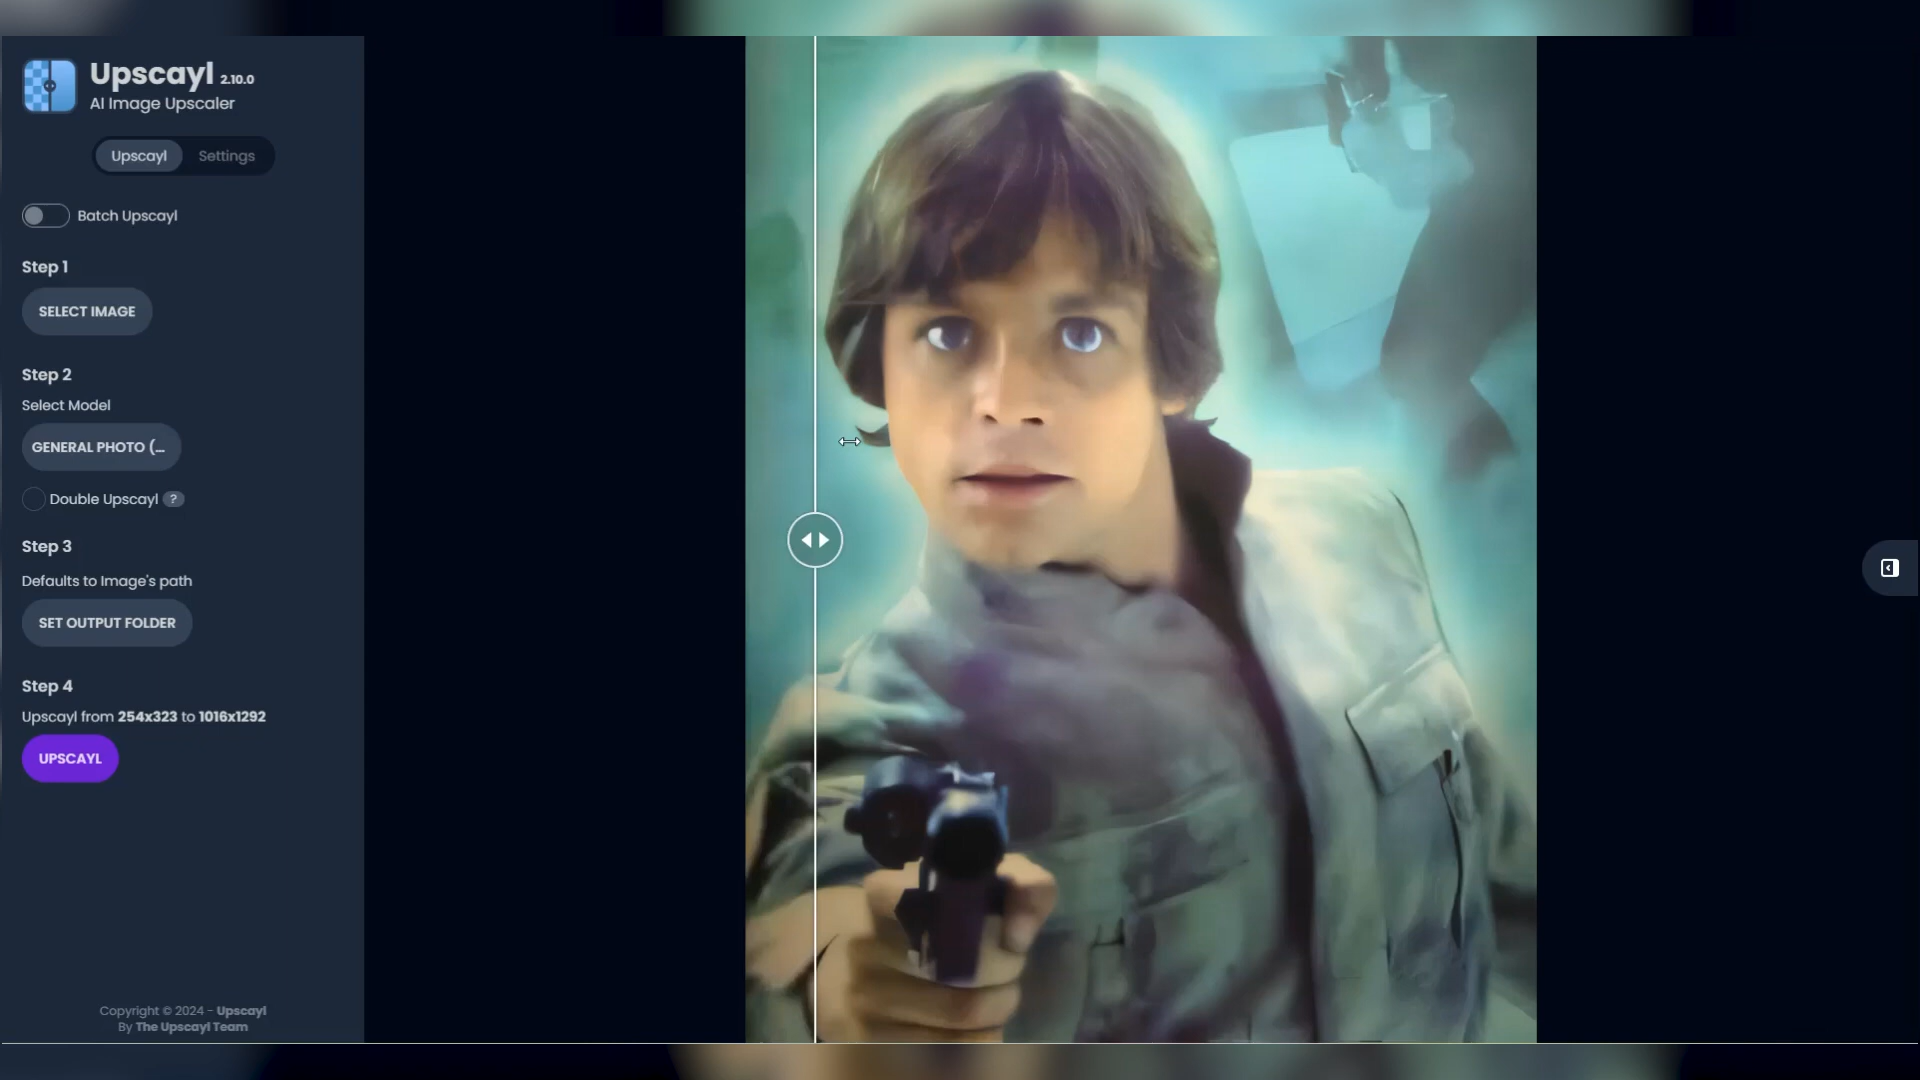 Upscayl 2.10.0
AI Image Upscaler
Upscayl Settings
Batch Upscayl
Step 1
SELECT IMAGE
Step 2
Select Model
GENERAL PHOTO (...
Double Upscayl ?
Step 3
Defaults to Image's path
SET OUTPUT FOLDER
Step 4
Upscayl from 254x323 to 1016x1292
UPSCAYL
Copyright © 2024 - Upscayl
By The Upscayl Team